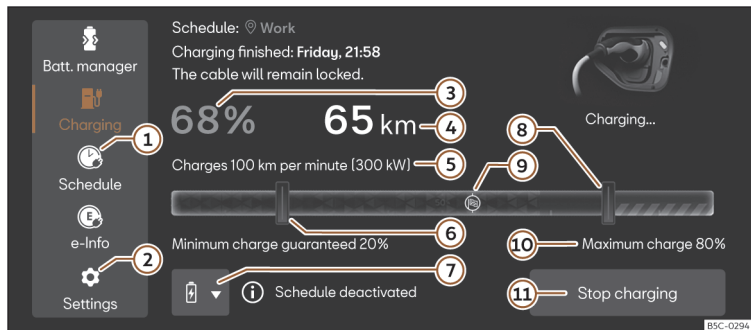 Schedule: Work
Charging finished: Friday, 21:58
The cable will remain locked.
Batt. manager
Charging
1
Schedule
e-Info
2
Settings
3
68%
65 km
4
Charging...
Charges 100 km per minute (300 kW)
5
8
9
6
Minimum charge guaranteed 20%
10
Maximum charge 80%
7
Schedule deactivated
11
Stop charging
E
B5C-0294